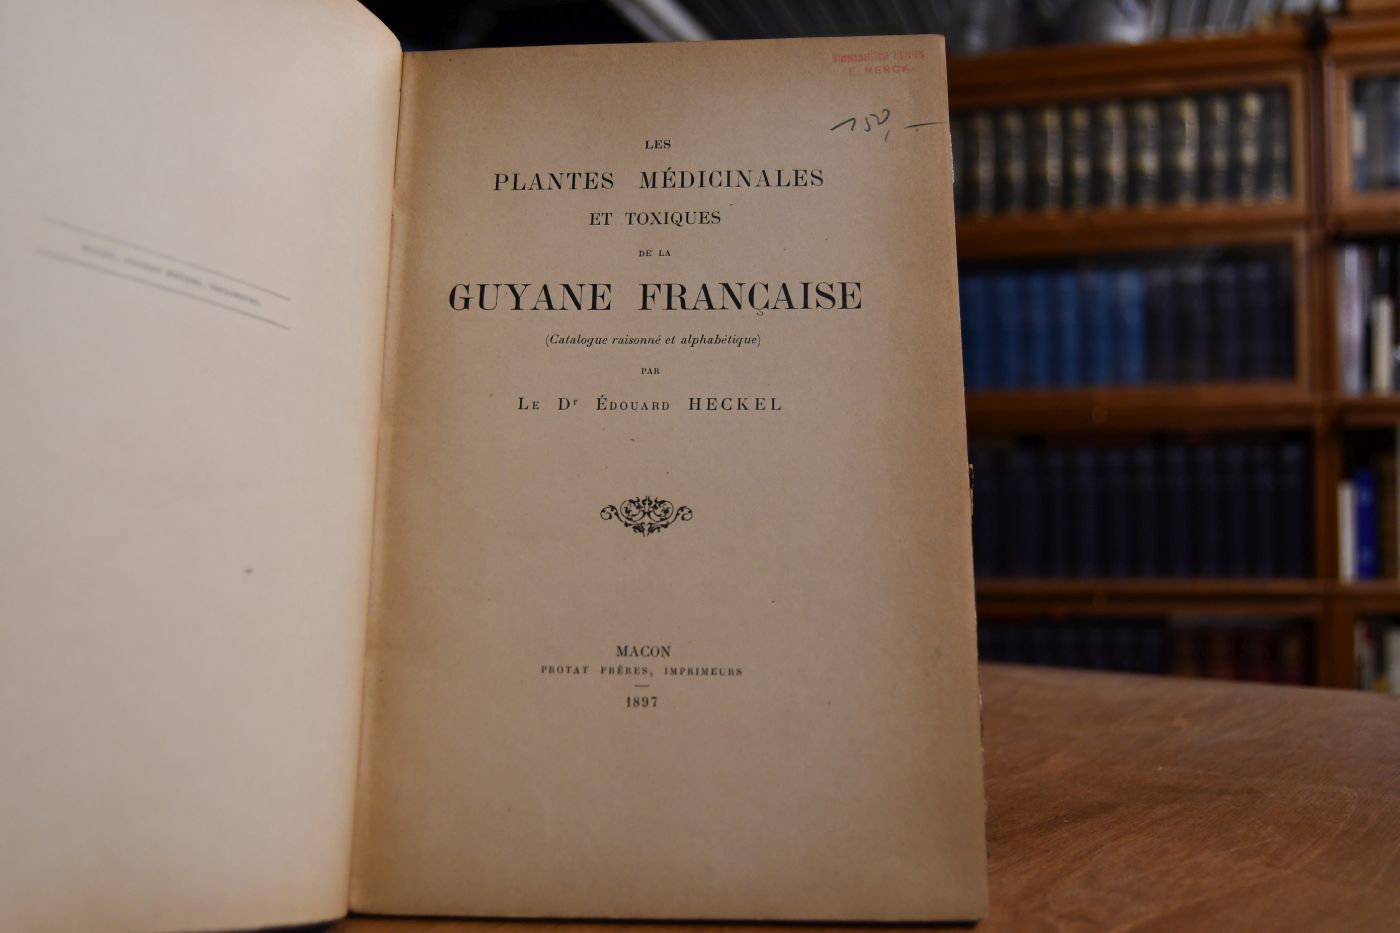 E. MERCK
150,—
LES
PLANTES MÉDICINALES
ET TOXIQUES
DE LA
GUYANE FRANÇAISE
(Catalogue raisonné et alphabétique)
PAR
LE Dr ÉDOUARD HECKEL
MACON
PROTAT FRÈRES, IMPRIMEURS
1897